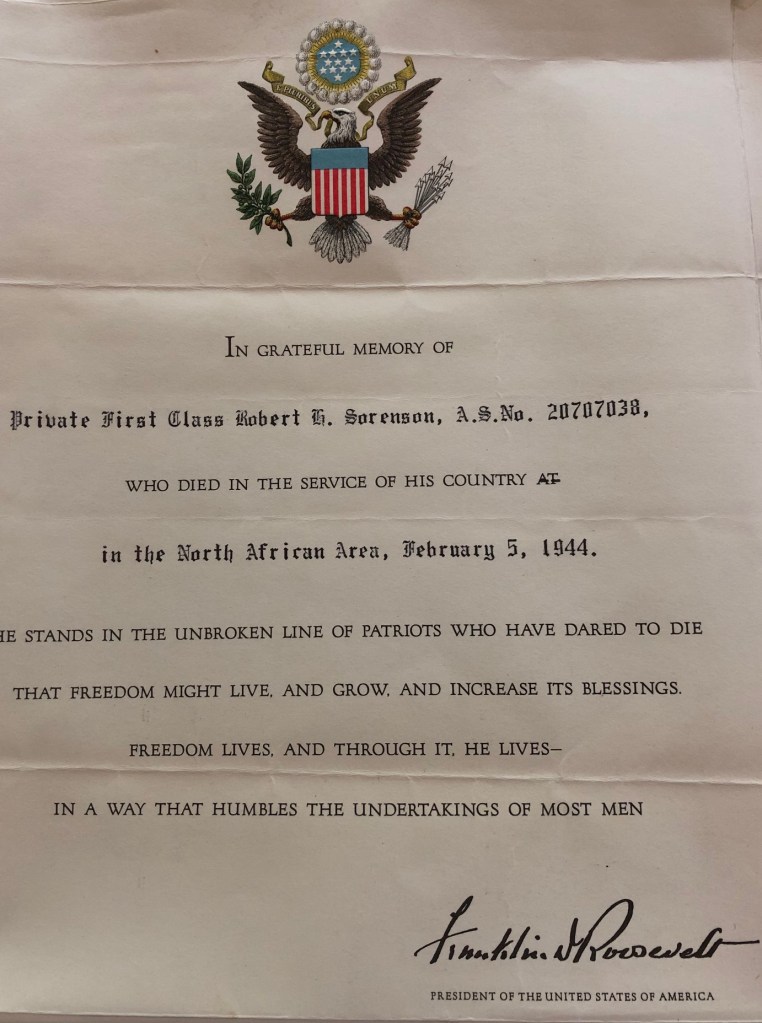 E PLURIBUS UNUM
IN GRATEFUL MEMORY OF
Private First Class Robert H. Sorenson, A.S.No. 20707038,
WHO DIED IN THE SERVICE OF HIS COUNTRY AT
in the North African Area, February 5, 1944.
HE STANDS IN THE UNBROKEN LINE OF PATRIOTS WHO HAVE DARED TO DIE
THAT FREEDOM MIGHT LIVE, AND GROW, AND INCREASE ITS BLESSINGS.
FREEDOM LIVES, AND THROUGH IT, HE LIVES—
IN A WAY THAT HUMBLES THE UNDERTAKINGS OF MOST MEN
Franklin D Roosevelt
PRESIDENT OF THE UNITED STATES OF AMERICA